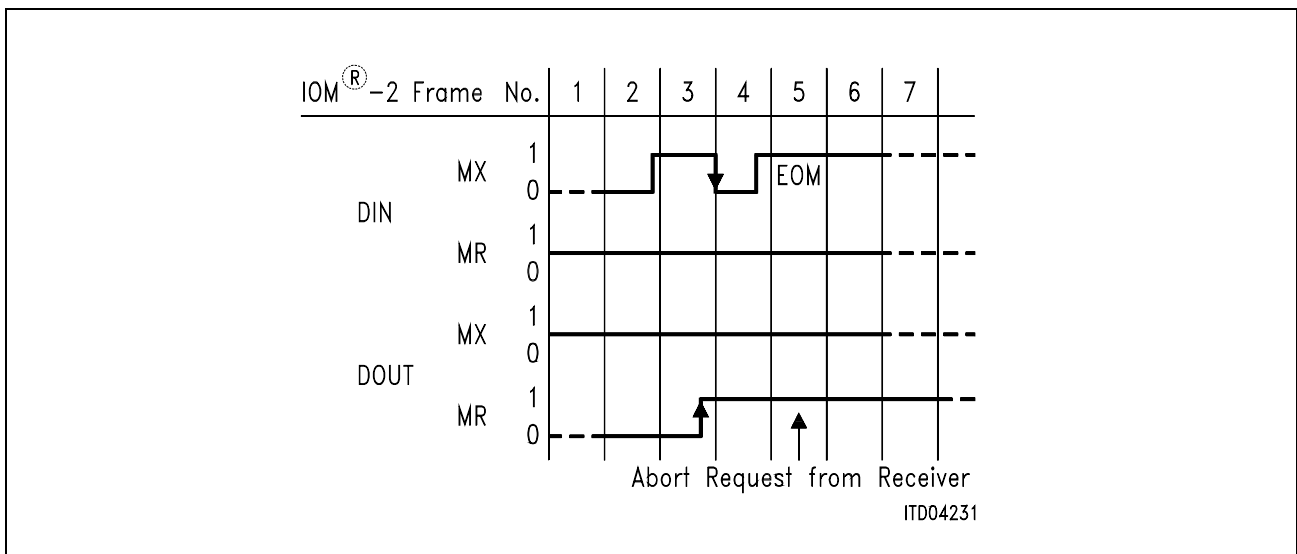 IOM®-2 Frame No. 1 2 3 4 5 6 7
MX 1
0
EOM
DIN
MR 1
0
MX 1
0
DOUT
MR 1
0
Abort Request from Receiver
ITD04231